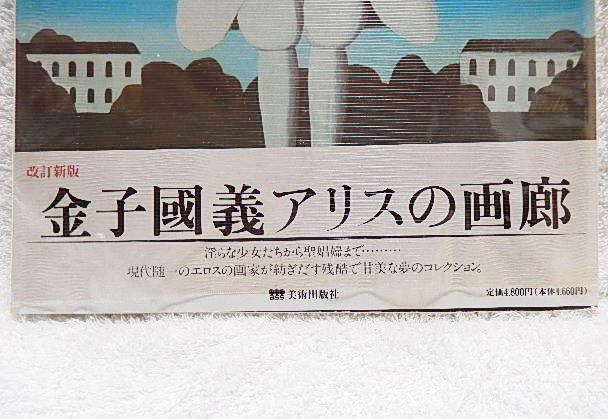 改訂新版
金子國義アリスの画廊
淫らな少女たちから聖娼婦まで………
現代随一のエロスの画家が紡ぎだす残酷で甘美な夢のコレクション。
美術出版社
定価4,800円(本体4,660円)